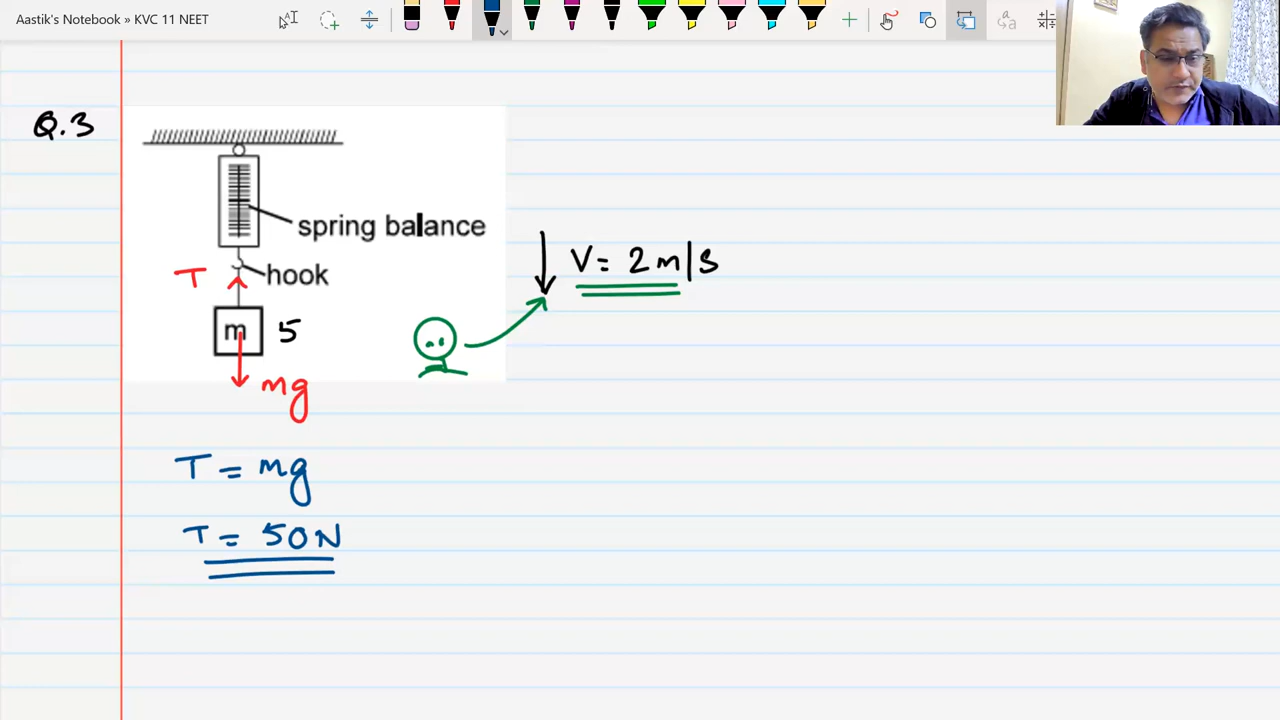 Aastik's Notebook » KVC 11 NEET
Q.3
spring balance
T
hook
V = 2 m/s
m 5
mg
T = mg
T = 50N